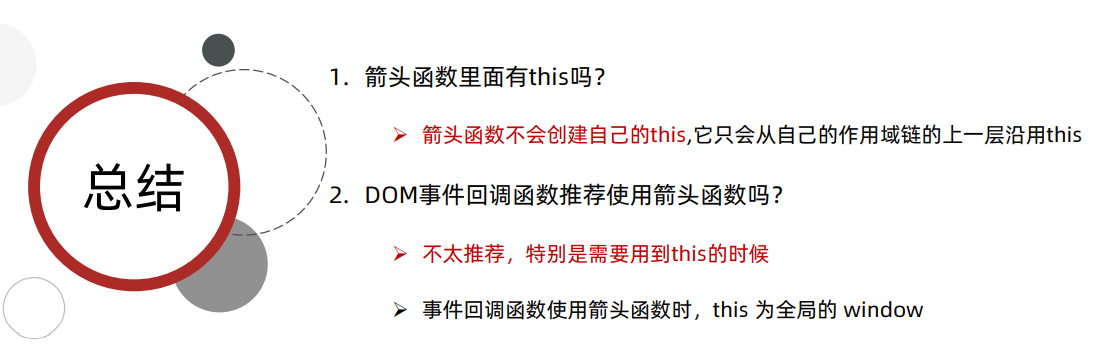 总结
1. 箭头函数里面有this吗？
箭头函数不会创建自己的this,它只会从自己的作用域链的上一层沿用this
2. DOM事件回调函数推荐使用箭头函数吗？
不太推荐，特别是需要用到this的时候
事件回调函数使用箭头函数时，this 为全局的 window